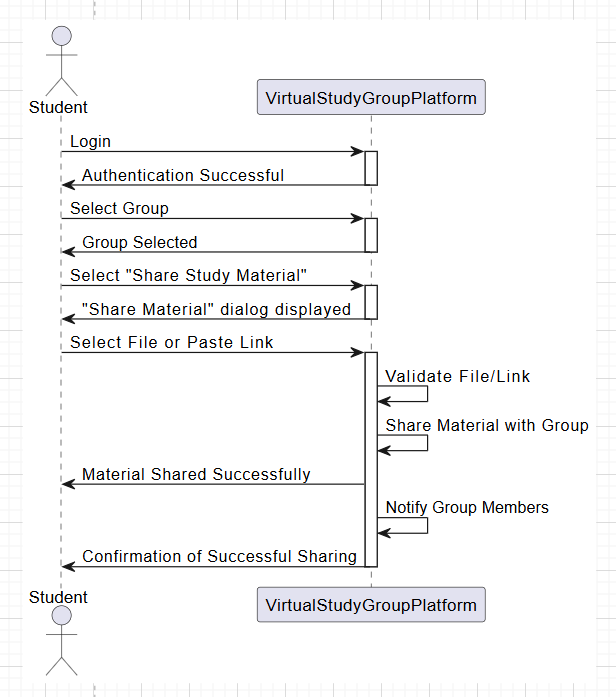 Student
VirtualStudyGroupPlatform
Login
Authentication Successful
Select Group
Group Selected
Select "Share Study Material"
"Share Material" dialog displayed
Select File or Paste Link
Validate File/Link
Share Material with Group
Material Shared Successfully
Notify Group Members
Confirmation of Successful Sharing
Student
VirtualStudyGroupPlatform